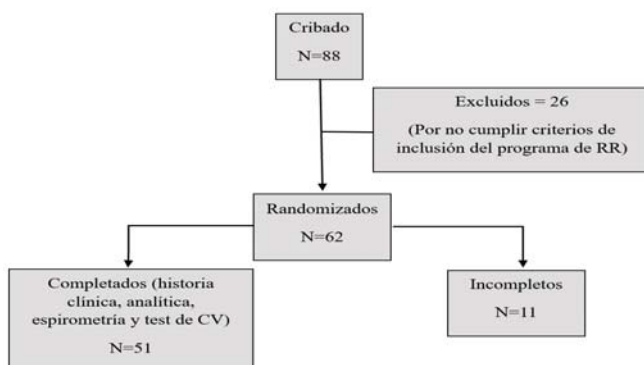 Cribado
N=88
Excluidos = 26
(Por no cumplir criterios de
inclusión del programa de RR)
Randomizados
N=62
Completados (historia
clínica, analítica,
espirometría y test de CV)
N=51
Incompletos
N=11